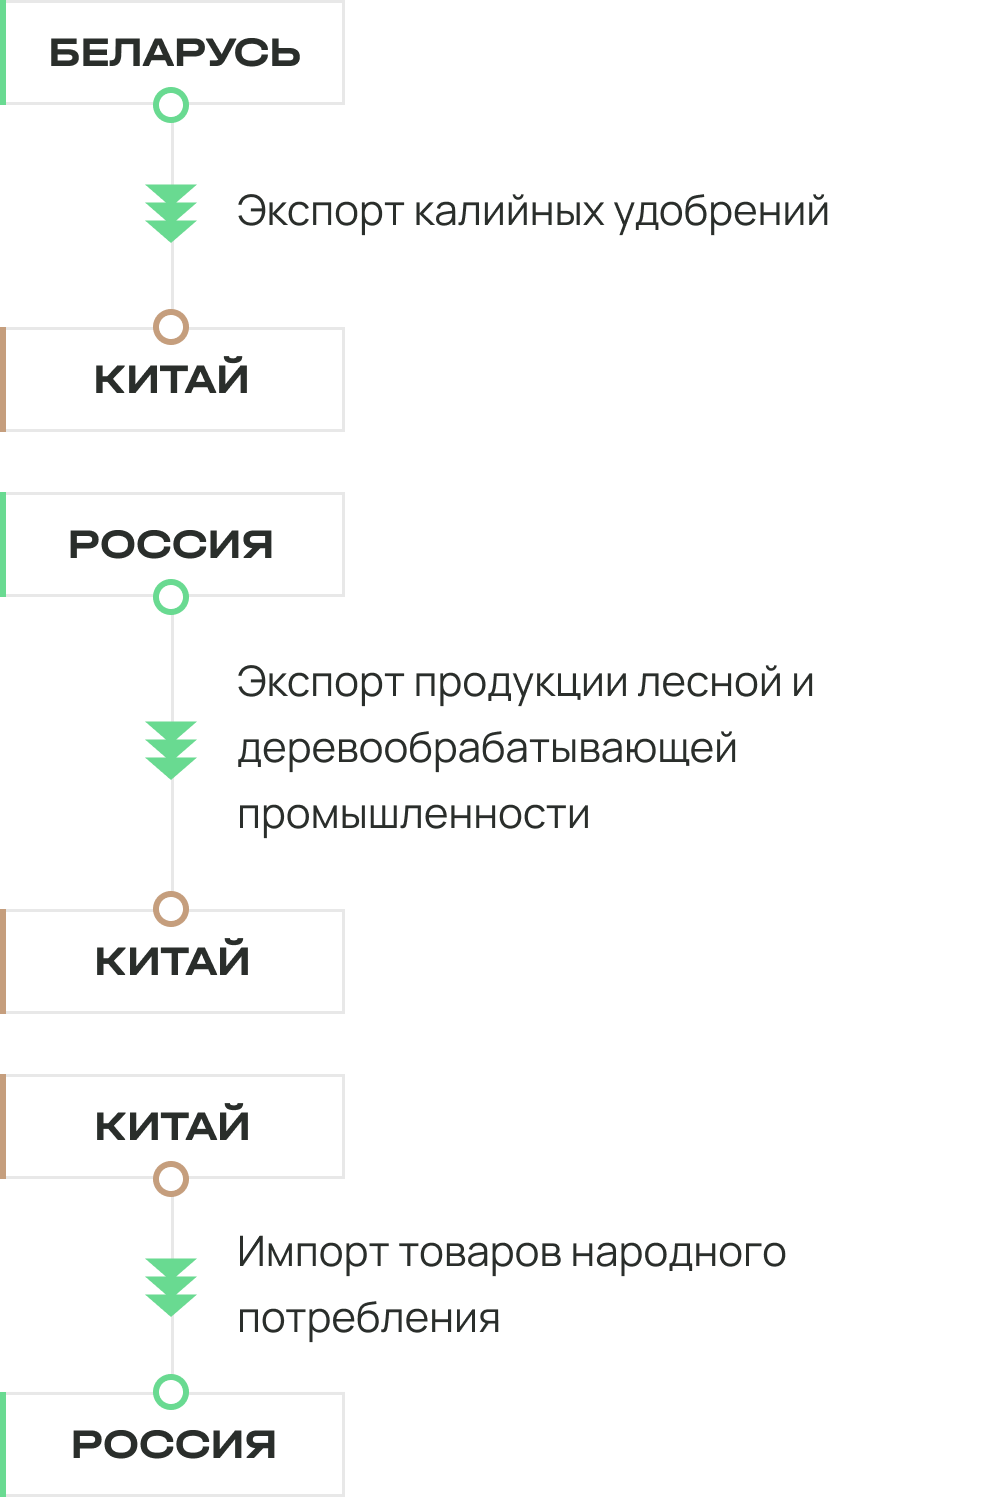 БЕЛАРУСЬ
Экспорт калийных удобрений
КИТАЙ
РОССИЯ
Экспорт продукции лесной и
деревообрабатывающей
промышленности
КИТАЙ
КИТАЙ
Импорт товаров народного
потребления
РОССИЯ